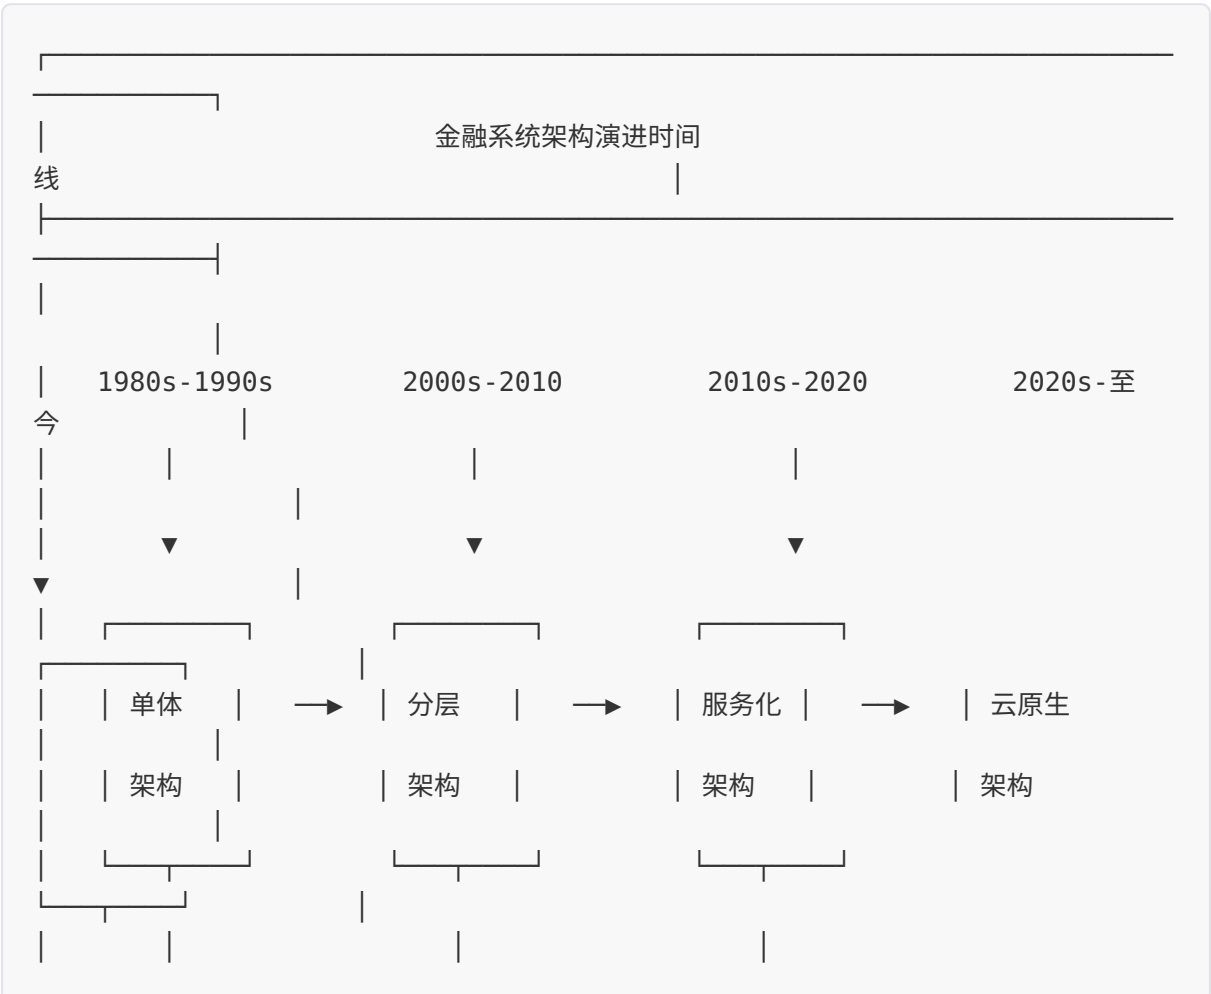 金融系统架构演进时间
线
1980s-1990s 2000s-2010 2010s-2020 2020s-至
今
单体 服务化 分层 云原生
架构 架构 架构 架构